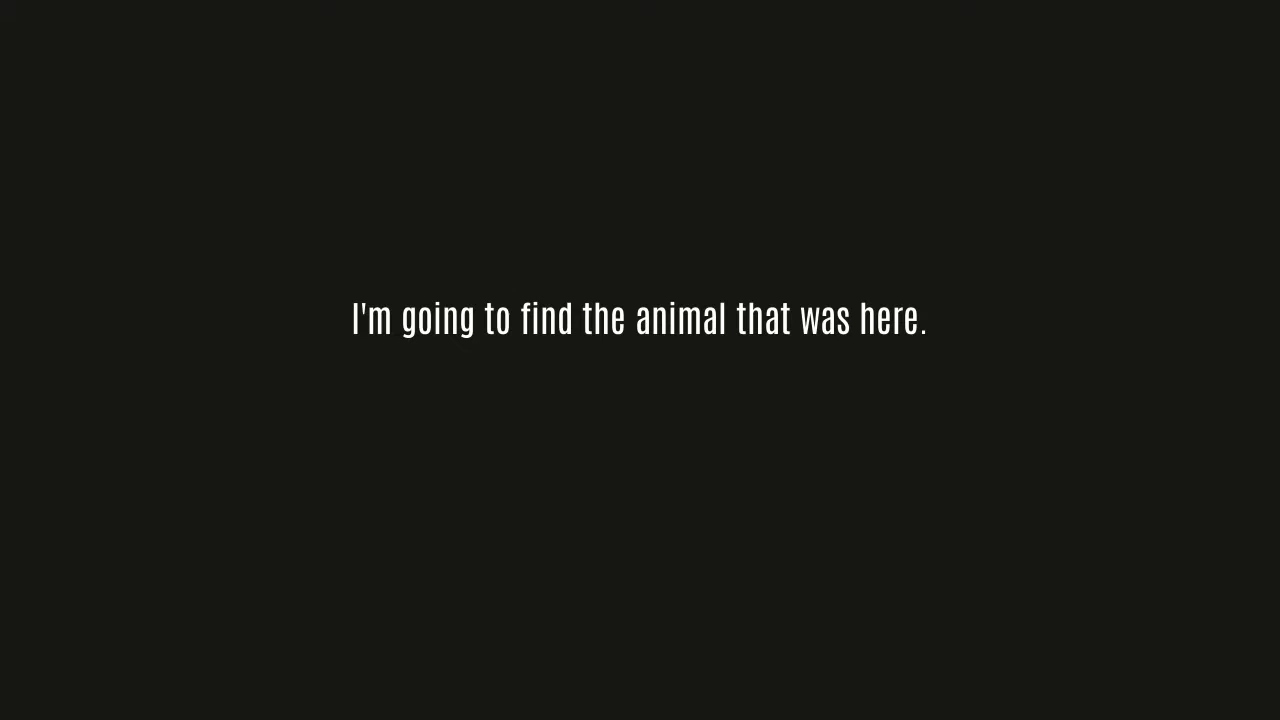 I'm going to find the animal that was here.